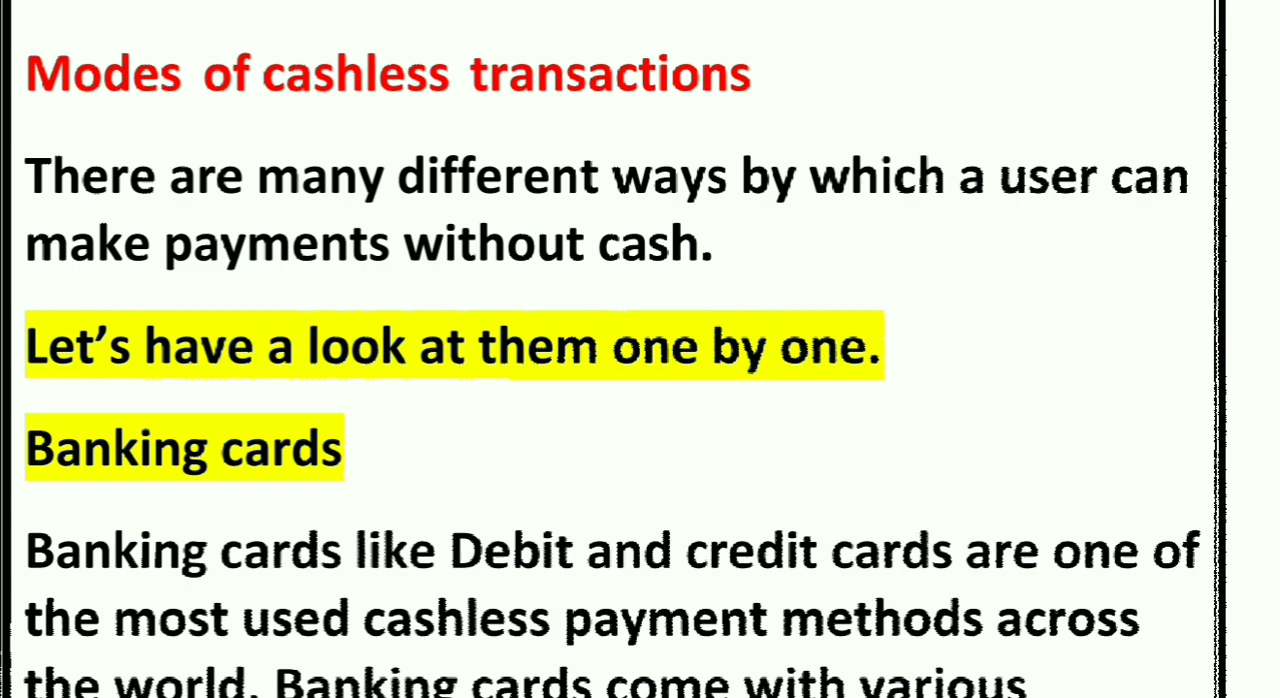 Modes of cashless transactions
There are many different ways by which a user can
make payments without cash.
Let’s have a look at them one by one.
Banking cards
Banking cards like Debit and credit cards are one of
the most used cashless payment methods across
the world. Banking cards come with various